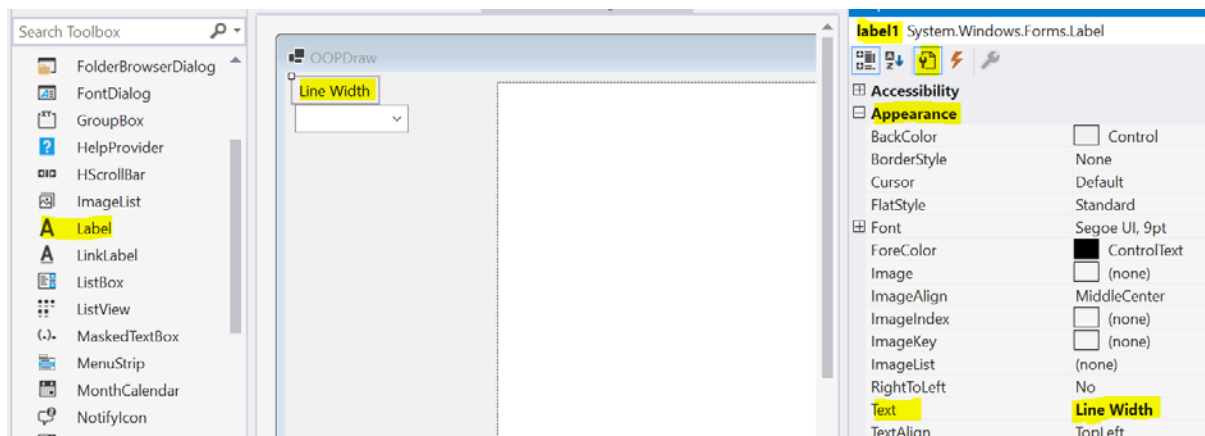 Search Toolbox
FolderBrowserDialog
FontDialog
GroupBox
HelpProvider
HScrollBar
ImageList
Label
LinkLabel
ListBox
ListView
MaskedTextBox
MenuStrip
MonthCalendar
NotifyIcon
OOPDraw
Line Width
label1 System.Windows.Forms.Label
Accessibility
Appearance
BackColor Control
BorderStyle None
Cursor Default
FlatStyle Standard
Font Segoe UI, 9pt
ForeColor ControlText
Image (none)
ImageAlign MiddleCenter
ImageIndex (none)
ImageKey (none)
ImageList (none)
RightToLeft No
Text Line Width
TextAlign TopLeft